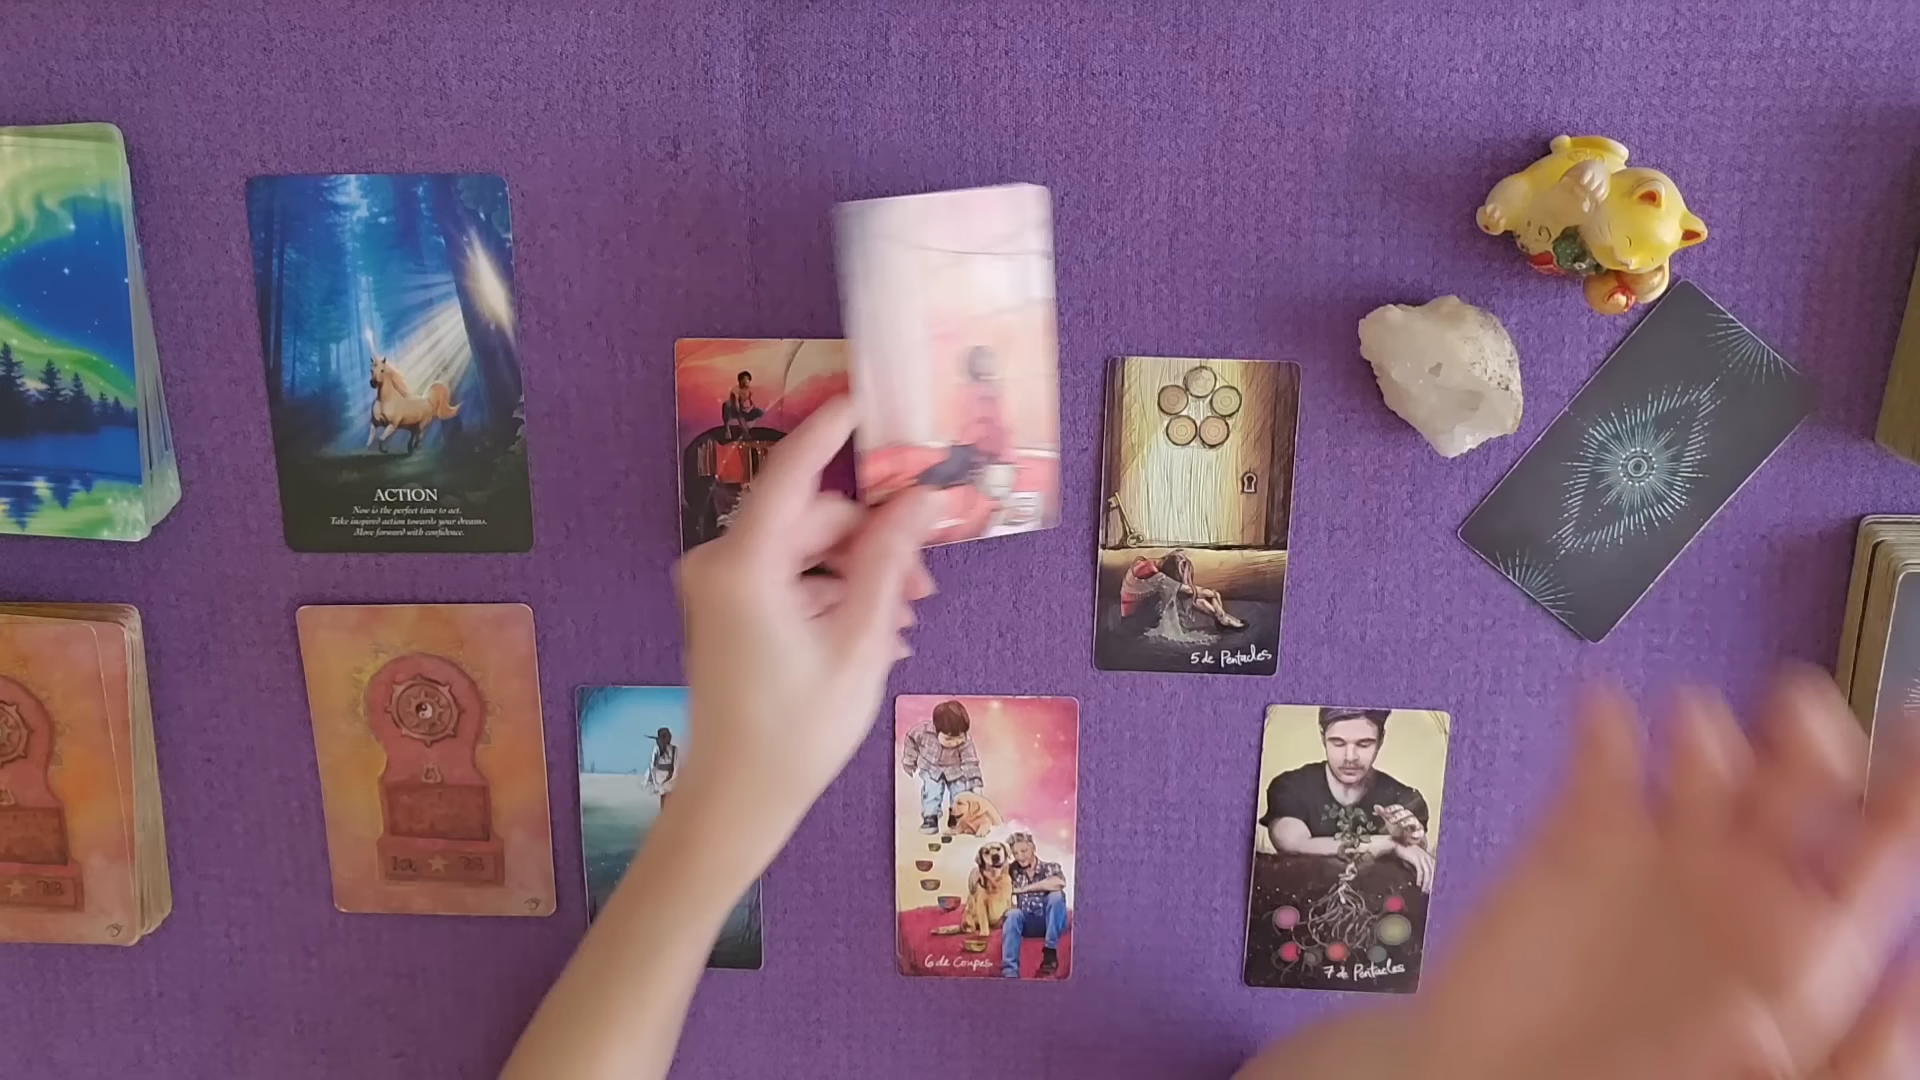 ACTION
Now is the perfect time to act.
Take inspired action towards your dreams.
Move forward with confidence.
5 de Pentacles
6 de Coupes
7 de Pentacles